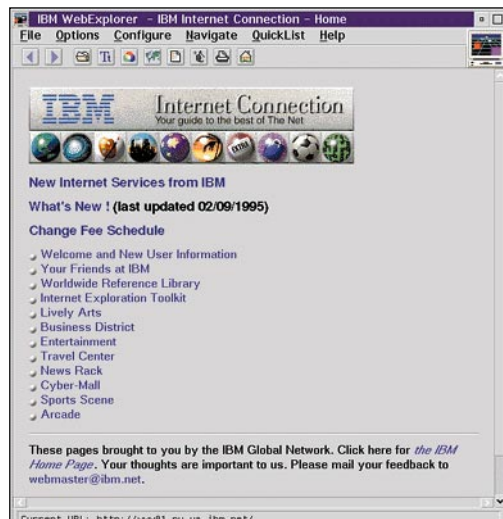 IBM WebExplorer - IBM Internet Connection - Home
File Options Configure Navigate QuickList Help
IBM Internet Connection
Your guide to the best of The Net
EXTRA
New Internet Services from IBM
What's New ! (last updated 02/09/1995)
Change Fee Schedule
Welcome and New User Information
Your Friends at IBM
Worldwide Reference Library
Internet Exploration Toolkit
Lively Arts
Business District
Entertainment
Travel Center
News Rack
Cyber-Mall
Sports Scene
Arcade
These pages brought to you by the IBM Global Network. Click here for the IBM
Home Page. Your thoughts are important to us. Please mail your feedback to
webmaster@ibm.net.
Current URL: